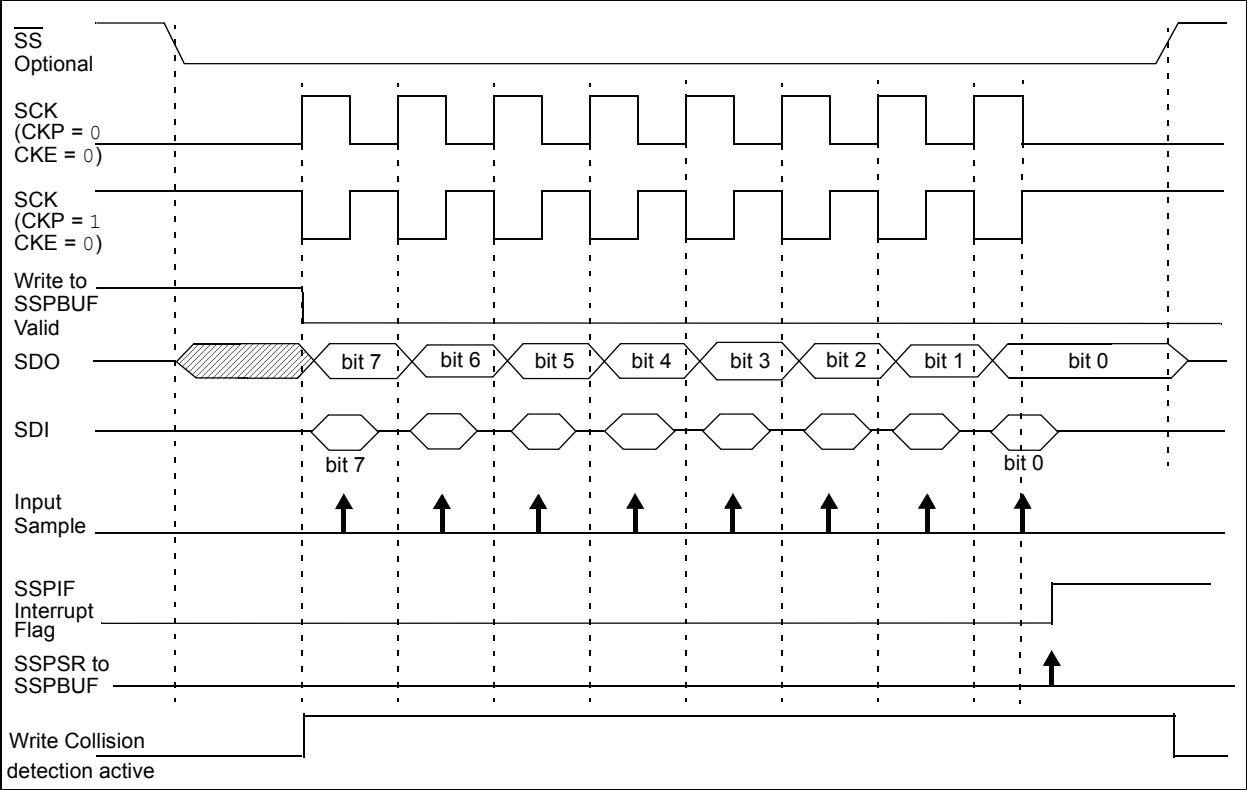 SS
Optional
SCK
(CKP = 0
CKE = 0)
SCK
(CKP = 1
CKE = 0)
Write to
SSPBUF
Valid
SDO
bit 7
bit 6
bit 5
bit 4
bit 3
bit 2
bit 1
bit 0
SDI
bit 7
bit 0
Input
Sample
SSPIF
Interrupt
Flag
SSPSR to
SSPBUF
Write Collision
detection active